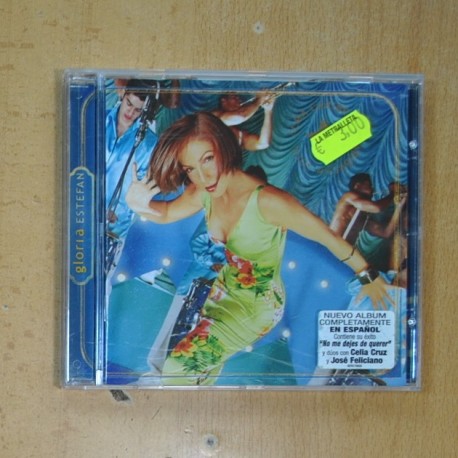 gloria ESTEFAN
LA METRALLETA
€ 3,00
NUEVO ALBUM
COMPLETAMENTE
EN ESPAÑOL
Contiene su éxito
"No me dejes de querer"
y dúos con Celia Cruz
y José Feliciano